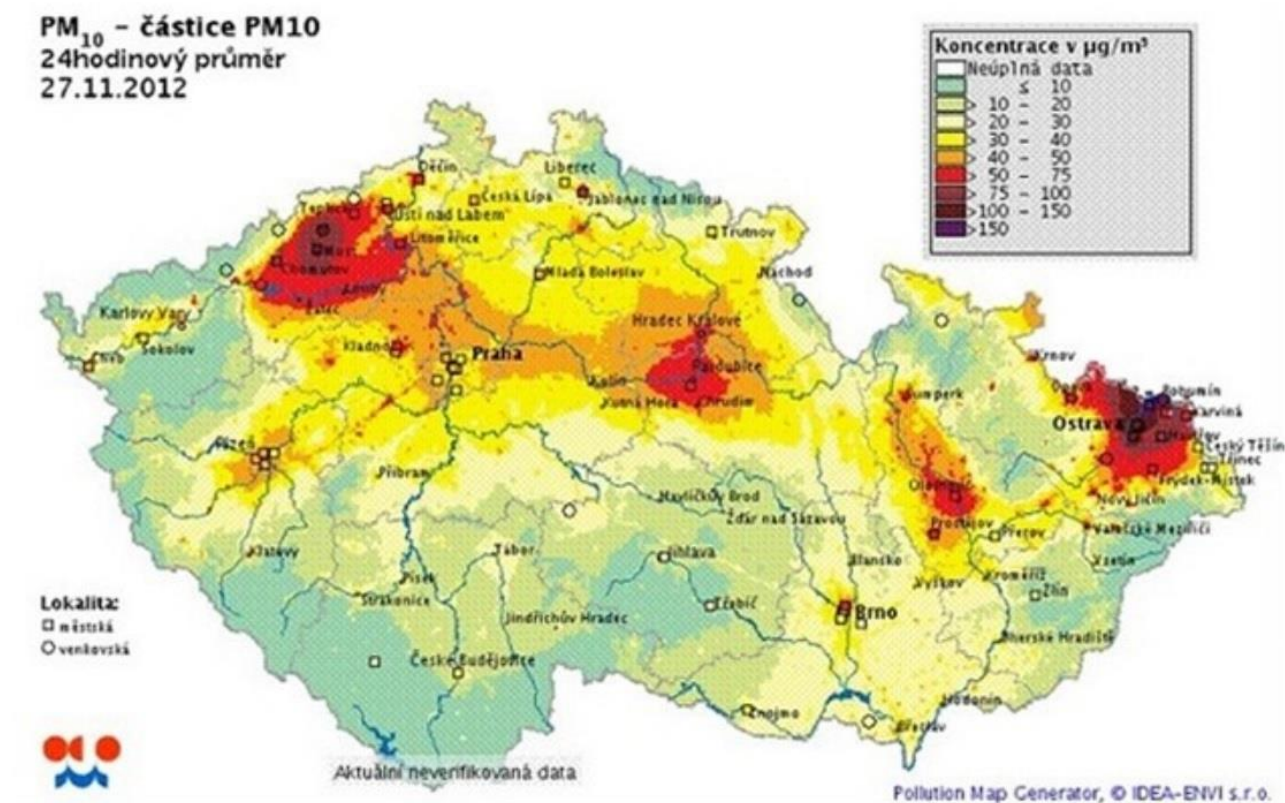 PM10 – částice PM10
24hodinový průměr
27.11.2012
Koncentrace v µg/m³
Neúplná data
≤ 10
> 10 – 20
> 20 – 30
> 30 – 40
> 40 – 50
> 50 – 75
> 75 – 100
>100 – 150
>150
Děčín
Liberec
Teplice
Ústí nad Labem
Česká Lípa
Jablonec nad Nisou
Litoměřice
Trutnov
Most
Chomutov
Mladá Boleslav
Náchod
Louny
Žatec
Karlovy Vary
Hradec Králové
Sokolov
Kladno
Praha
Krnov
Cheb
Pardubice
Kolín
Kutná Hora
Chrudim
Šumperk
Opava
Bohumín
Karviná
Ostrava
Havířov
Český Těšín
Třinec
Plzeň
Frýdek-Místek
Příbram
Olomouc
Nový Jičín
Havlíčkův Brod
Žďár nad Sázavou
Prostějov
Přerov
Valašské Meziříčí
Klatovy
Tábor
Jihlava
Blansko
Vsetín
Písek
Vyškov
Kroměříž
Strakonice
Zlín
Lokalita:
městská
venkovská
Jindřichův Hradec
Třebíč
Brno
Uherské Hradiště
České Budějovice
Znojmo
Hodonín
Břeclav
Aktuální neverifikovaná data
Pollution Map Generator, © IDEA-ENVI s.r.o.